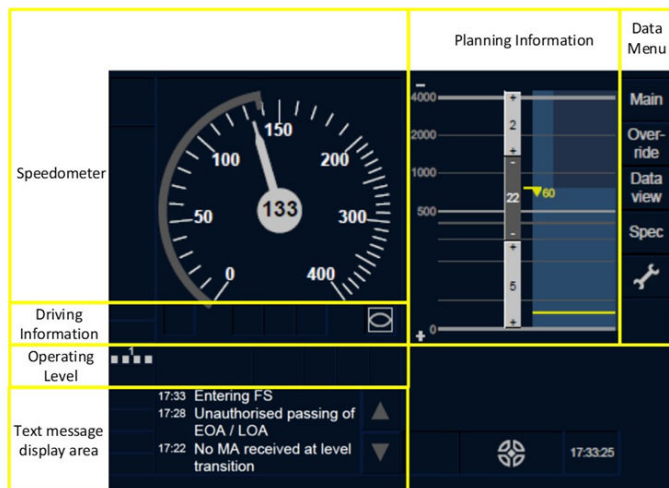 Planning Information
Data
Menu
Speedometer
50
100
150
200
300
400
0
133
4000
2000
1000
500
0
+
2
+
-
22
-
+
5
+
60
Main
Over-
ride
Data
view
Spec
Driving
Information
Operating
Level
1
Text message
display area
17:33 Entering FS
17:28 Unauthorised passing of
EOA / LOA
17:22 No MA received at level
transition
17:33:25